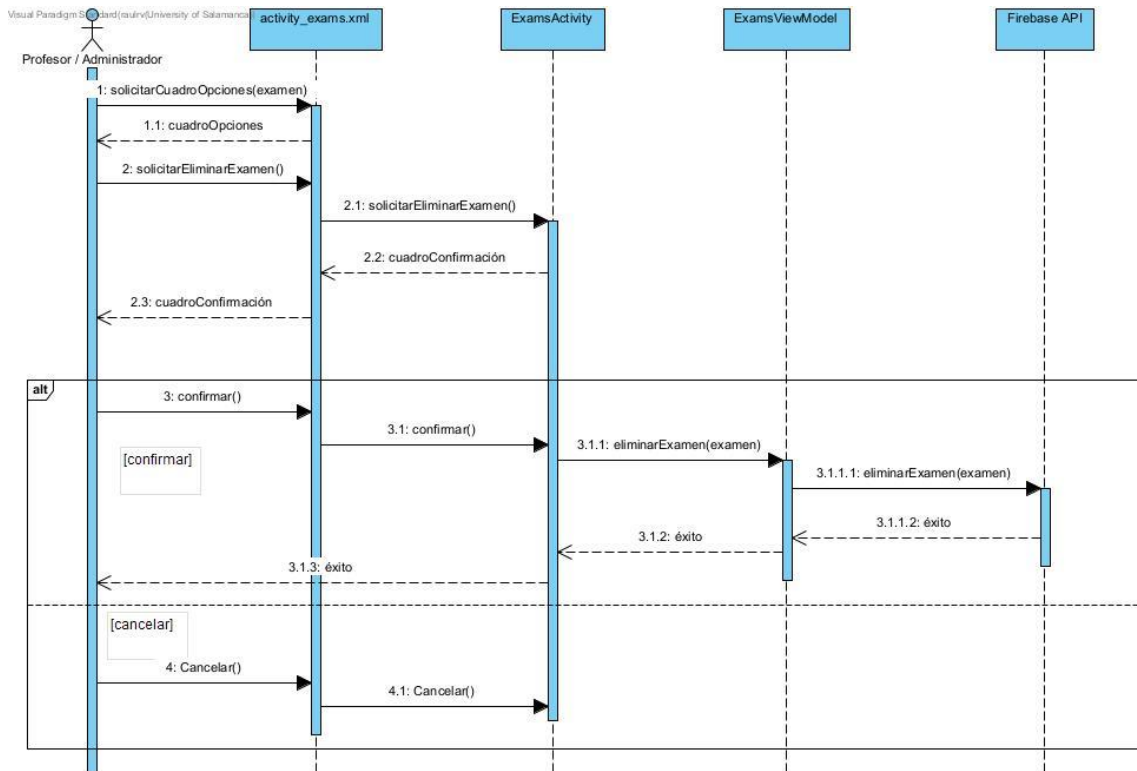 Visual Paradigm Standard(raulrv(University of Salamanca))
activity_exams.xml
ExamsActivity
ExamsViewModel
Firebase API
Profesor / Administrador
1: solicitarCuadroOpciones(examen)
1.1: cuadroOpciones
2: solicitarEliminarExamen()
2.1: solicitarEliminarExamen()
2.2: cuadroConfirmación
2.3: cuadroConfirmación
alt
3: confirmar()
3.1: confirmar()
3.1.1: eliminarExamen(examen)
[confirmar]
3.1.1.1: eliminarExamen(examen)
3.1.1.2: éxito
3.1.2: éxito
3.1.3: éxito
[cancelar]
4: Cancelar()
4.1: Cancelar()